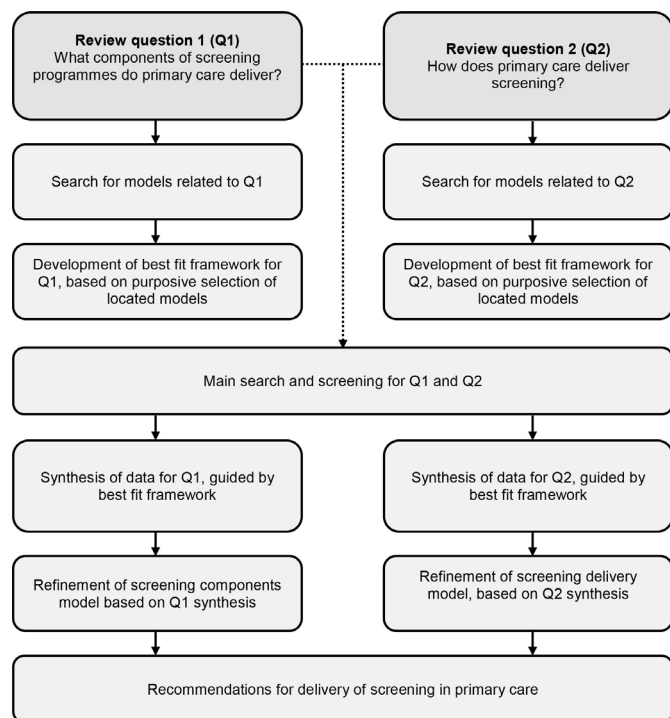 Review question 1 (Q1)
What components of screening
programmes do primary care deliver?
Review question 2 (Q2)
How does primary care deliver
screening?
Search for models related to Q1
Search for models related to Q2
Development of best fit framework for
Q1, based on purposive selection of
located models
Development of best fit framework for
Q2, based on purposive selection of
located models
Main search and screening for Q1 and Q2
Synthesis of data for Q1, guided by
best fit framework
Synthesis of data for Q2, guided by
best fit framework
Refinement of screening components
model based on Q1 synthesis
Refinement of screening delivery
model, based on Q2 synthesis
Recommendations for delivery of screening in primary care